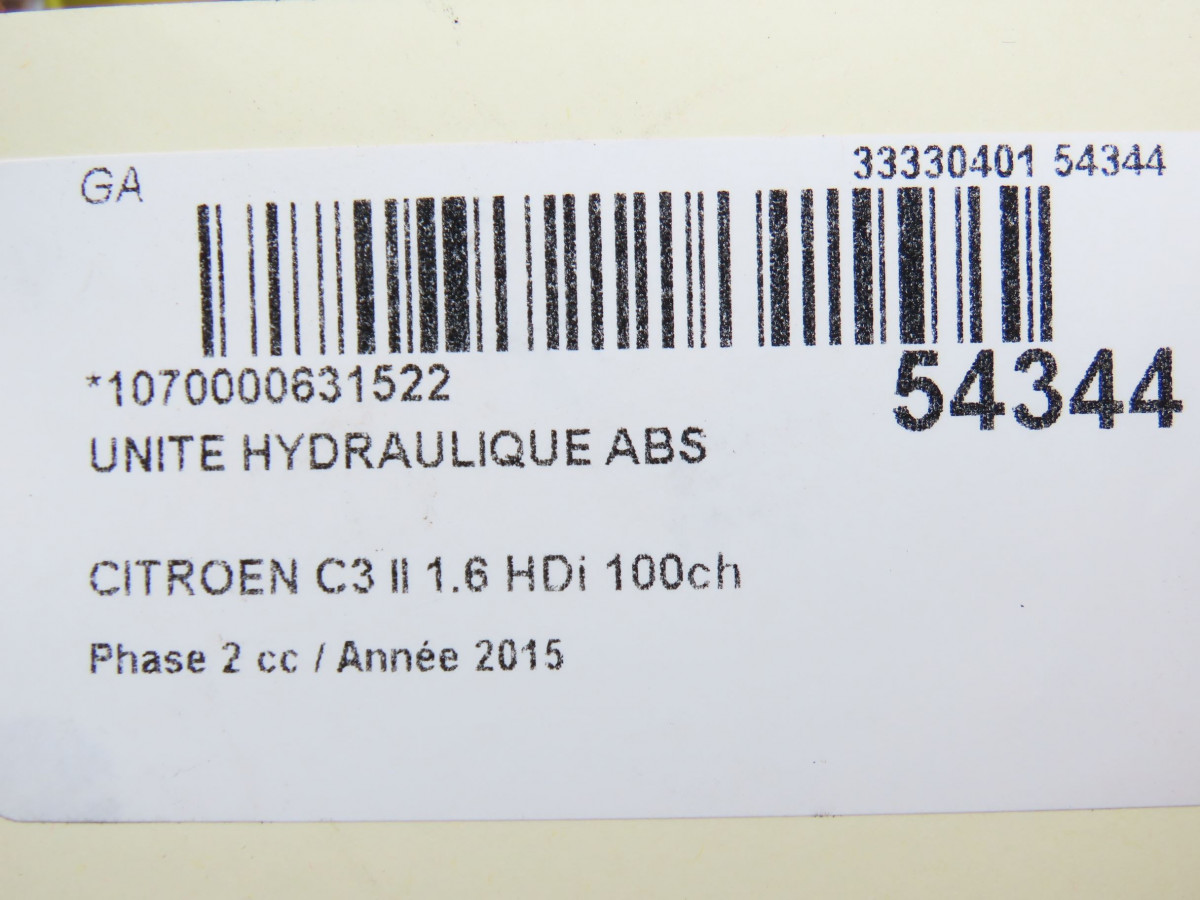 GA
33330401 54344
*1070000631522
54344
UNITE HYDRAULIQUE ABS
CITROEN C3 II 1.6 HDi 100ch
Phase 2 cc / Année 2015